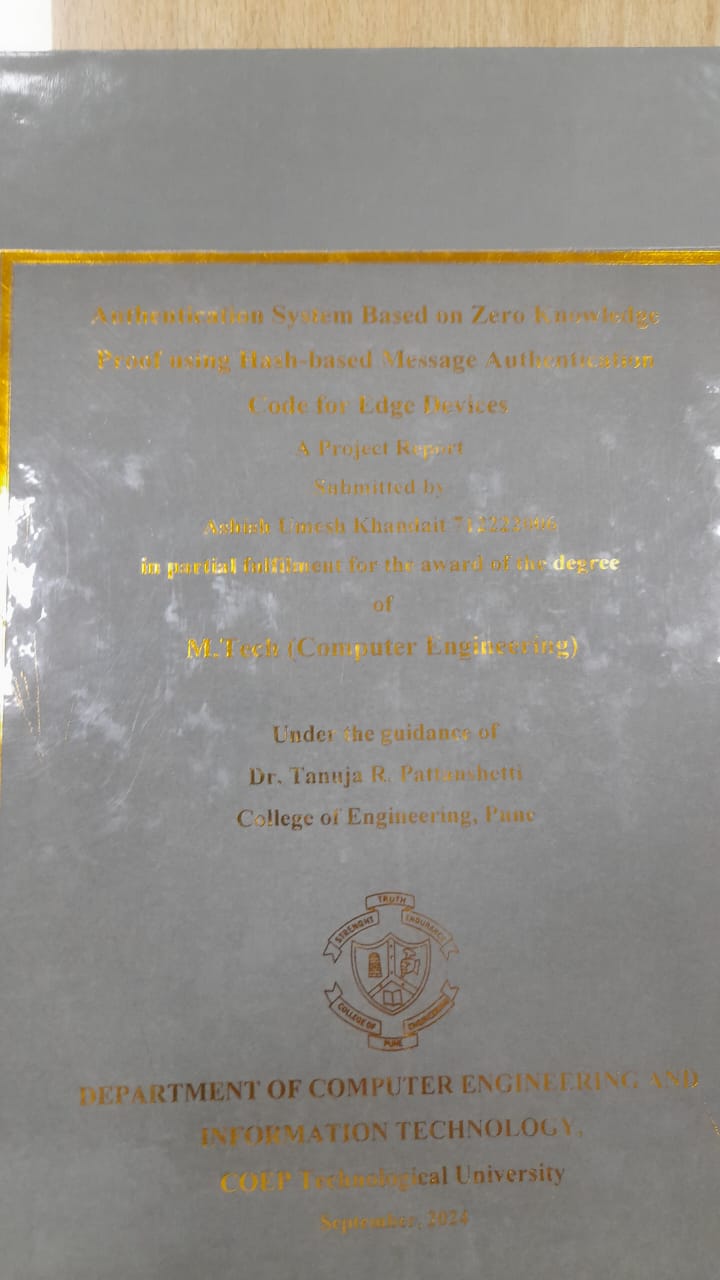 Authentication System Based on Zero Knowledge
Proof using Hash-based Message Authentication
Code for Edge Devices
A Project Report
Submitted by
Ashish Umesh Khandait 712222006
in partial fulfilment for the award of the degree
of
M.Tech (Computer Engineering)
Under the guidance of
Dr. Tanuja R. Pattanshetti
College of Engineering, Pune
TRUTH
STRENGHT
ENDURANCE
COLLEGE OF
ENGINEERING
PUNE
DEPARTMENT OF COMPUTER ENGINEERING AND
INFORMATION TECHNOLOGY,
COEP Technological University
September, 2024